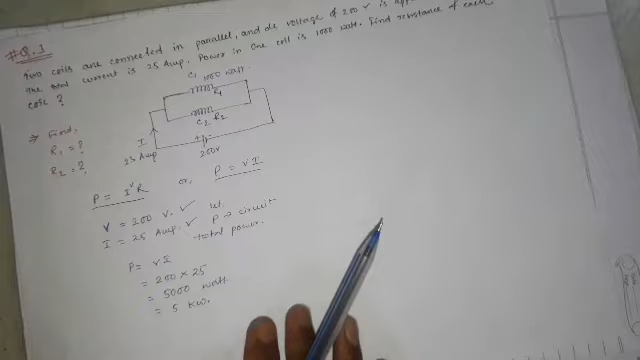 #Q.1
Two coils are connected in parallel, and dc voltage of 200 V is
the total current is 25 Amp. Power in one coil is 1000 watt. Find resistance of each
coil ?
C1 1000 watt.
R1
C2 R2
I
25 Amp
200V
⇒ Find,
R1 = ?
R2 = ?
P = I²R or, P = VI
V = 200 V. ✓ let
I = 25 Amp. ✓ P → circuit
total power.
P = VI
= 200 × 25
= 5000 watt
= 5 KW.